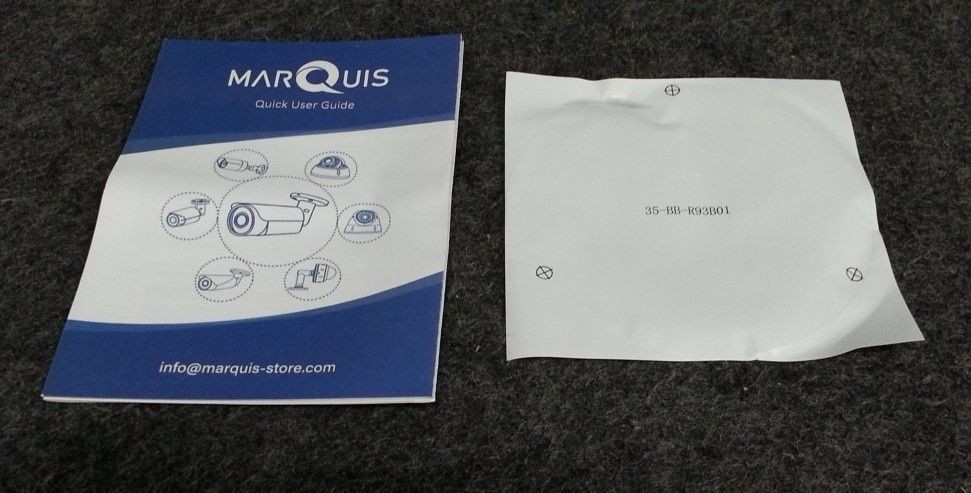 MARQUIS
Quick User Guide
info@marquis-store.com
35-BB-R93B01